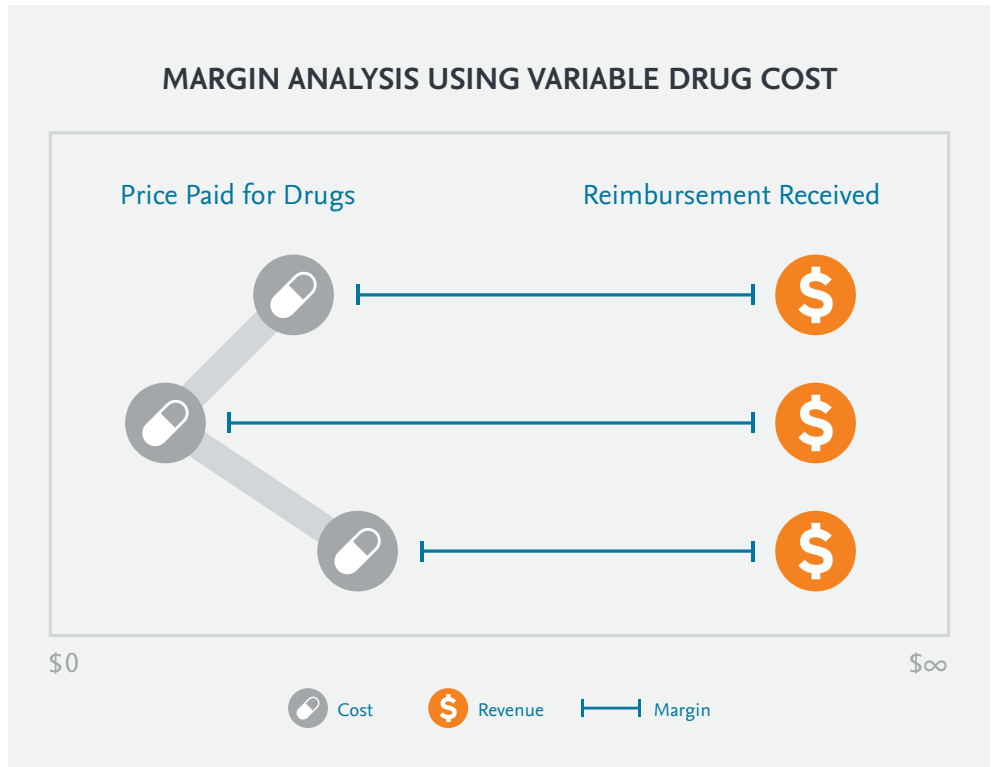 MARGIN ANALYSIS USING VARIABLE DRUG COST
Price Paid for Drugs
Reimbursement Received
$
$
$
$0
$∞
Cost
$
Revenue
Margin